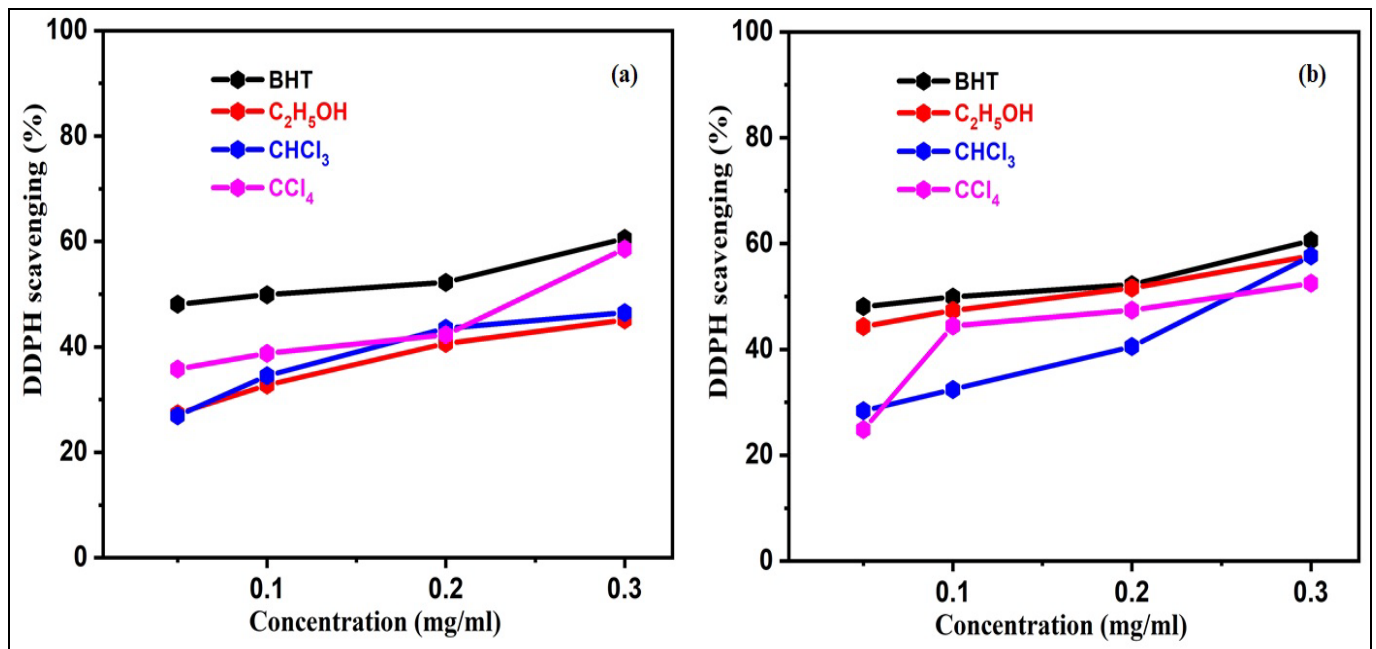 (a)
BHT
C₂H₅OH
CHCl₃
CCl₄
DDPH scavenging (%)
100
80
60
40
20
0
0.1 0.2 0.3
Concentration (mg/ml)
(b)
BHT
C₂H₅OH
CHCl₃
CCl₄
DDPH scavenging (%)
100
80
60
40
20
0
0.1 0.2 0.3
Concentration (mg/ml)